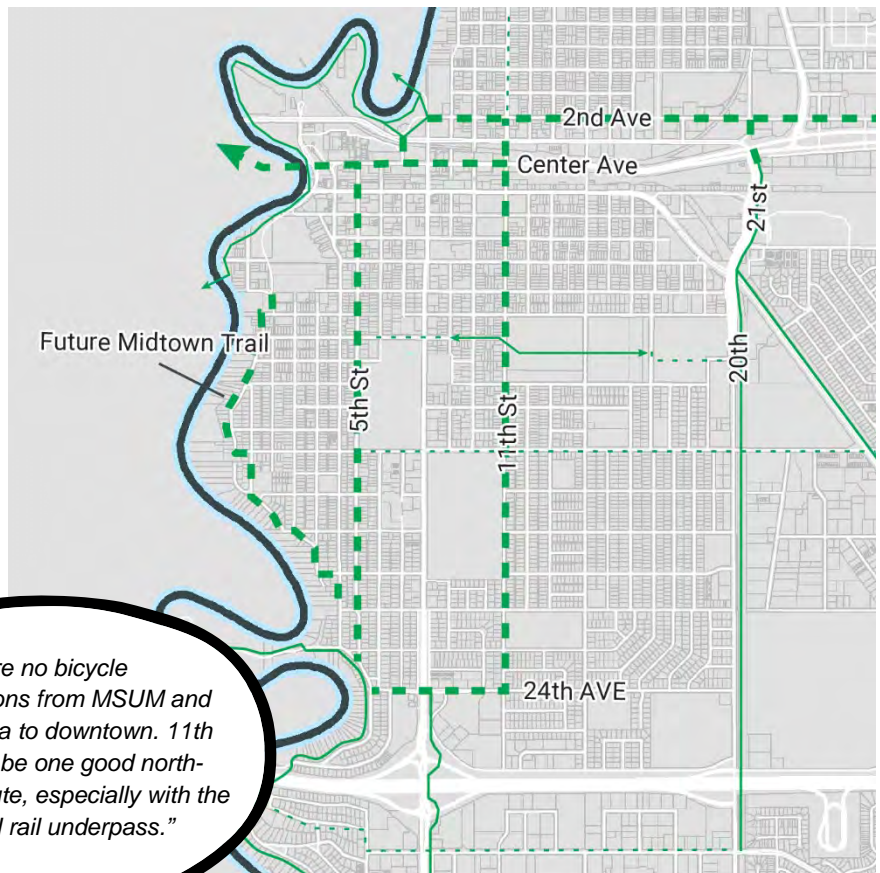 2nd Ave
Center Ave
21st
Future Midtown Trail
5th St
11th St
20th
24th AVE
re no bicycle
ons from MSUM and
a to downtown. 11th
be one good north-
ute, especially with the
l rail underpass.”